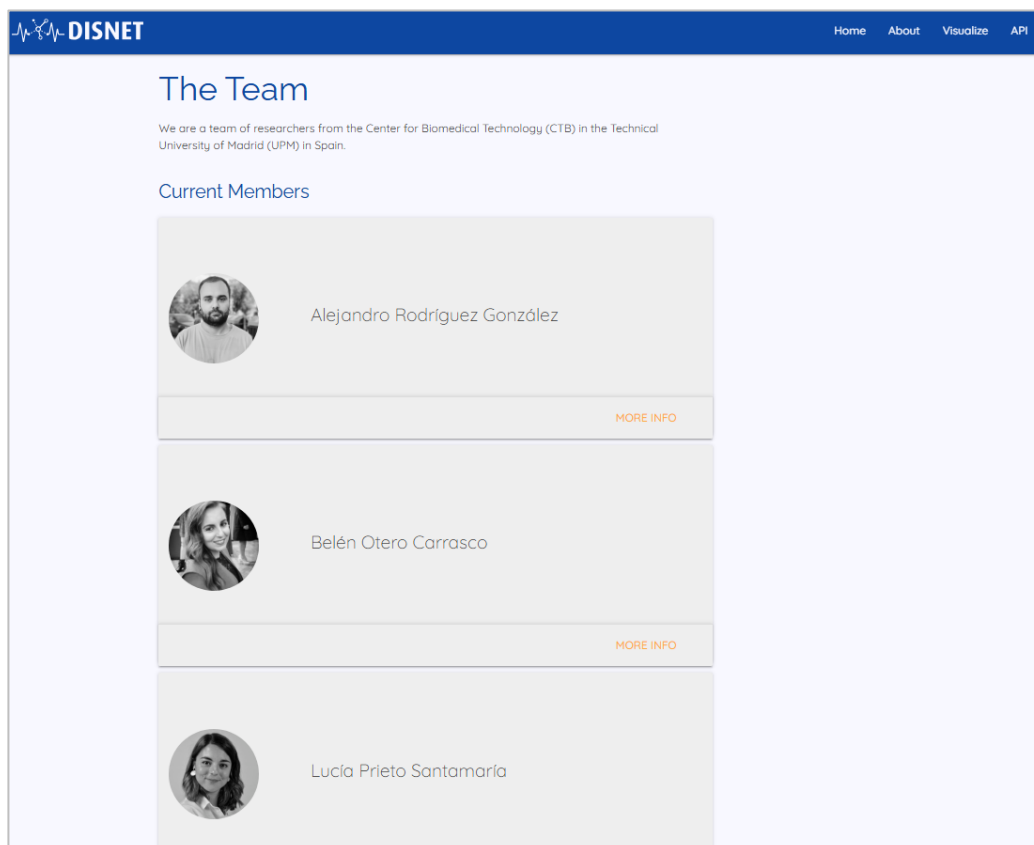 DISNET
Home About Visualize API
The Team
We are a team of researchers from the Center for Biomedical Technology (CTB) in the Technical
University of Madrid (UPM) in Spain.
Current Members
Alejandro Rodríguez González
MORE INFO
Belén Otero Carrasco
MORE INFO
Lucía Prieto Santamaría